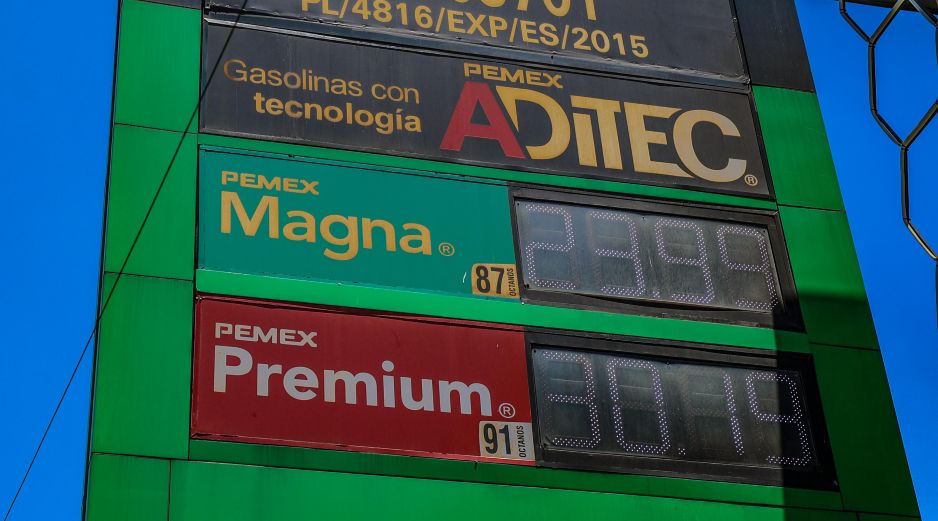 PL/4816/EXP/ES/2015
Gasolinas con
tecnología
PEMEX
ADiTEC®
PEMEX
Magna®
87 OCTANOS
23.99
PEMEX
Premium®
91 OCTANOS
30.19